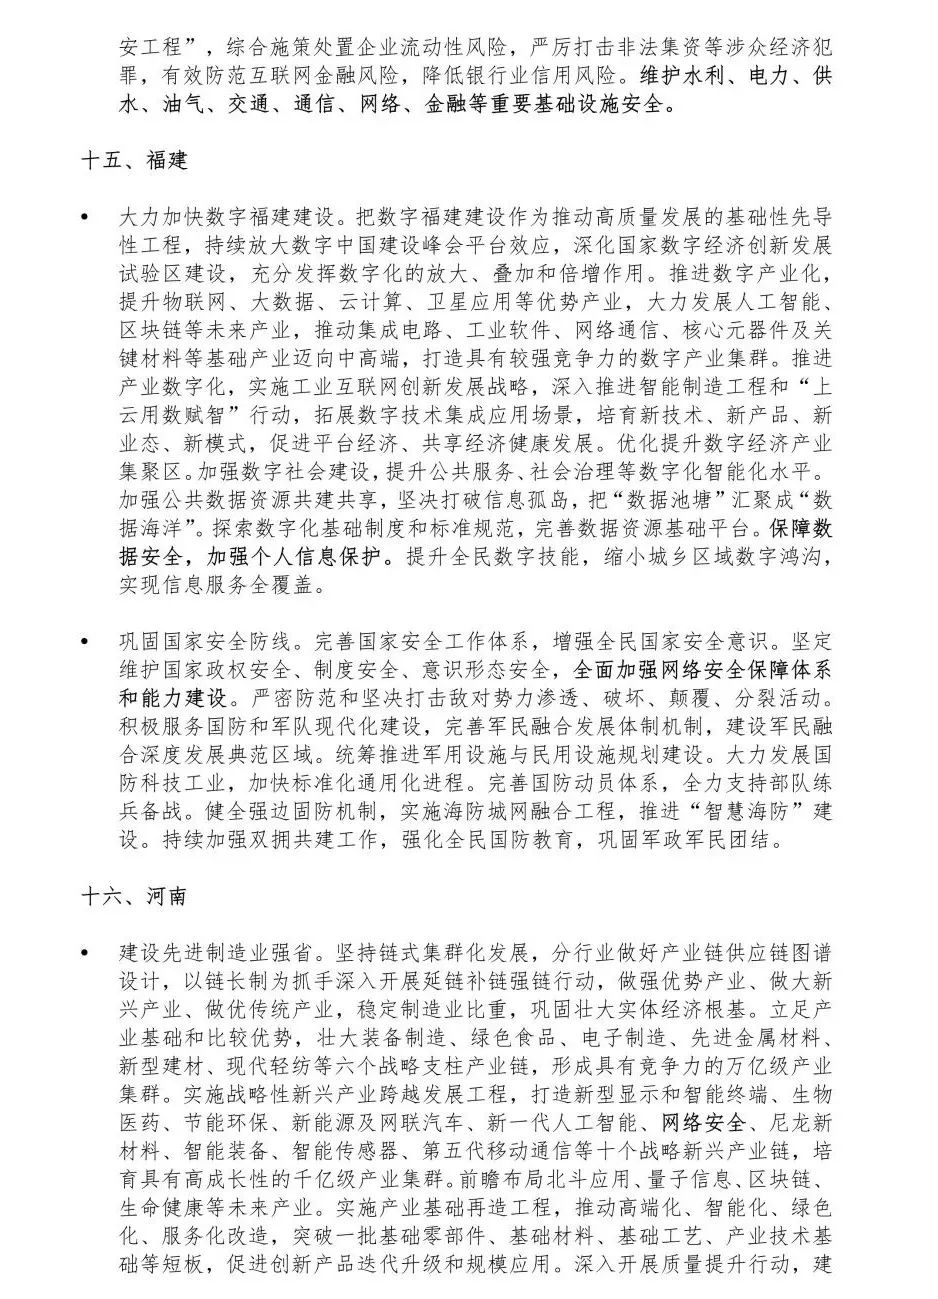 安工程”，综合施策处置企业流动性风险，严厉打击非法集资等涉众经济犯
罪，有效防范互联网金融风险，降低银行业信用风险。维护水利、电力、供
水、油气、交通、通信、网络、金融等重要基础设施安全。
十五、福建
• 大力加快数字福建建设。把数字福建建设作为推动高质量发展的基础性先导
性工程，持续放大数字中国建设峰会平台效应，深化国家数字经济创新发展
试验区建设，充分发挥数字化的放大、叠加和倍增作用。推进数字产业化，
提升物联网、大数据、云计算、卫星应用等优势产业，大力发展人工智能、
区块链等未来产业，推动集成电路、工业软件、网络通信、核心元器件及关
键材料等基础产业迈向中高端，打造具有较强竞争力的数字产业集群。推进
产业数字化，实施工业互联网创新发展战略，深入推进智能制造工程和“上
云用数赋智”行动，拓展数字技术集成应用场景，培育新技术、新产品、新
业态、新模式，促进平台经济、共享经济健康发展。优化提升数字经济产业
集聚区。加强数字社会建设，提升公共服务、社会治理等数字化智能化水平。
加强公共数据资源共建共享，坚决打破信息孤岛，把“数据池塘”汇聚成“数
据海洋”。探索数字化基础制度和标准规范，完善数据资源基础平台。保障数
据安全，加强个人信息保护。提升全民数字技能，缩小城乡区域数字鸿沟，
实现信息服务全覆盖。
• 巩固国家安全防线。完善国家安全工作体系，增强全民国家安全意识。坚定
维护国家政权安全、制度安全、意识形态安全，全面加强网络安全保障体系
和能力建设。严密防范和坚决打击敌对势力渗透、破坏、颠覆、分裂活动。
积极服务国防和军队现代化建设，完善军民融合发展体制机制，建设军民融
合深度发展典范区域。统筹推进军用设施与民用设施规划建设。大力发展国
防科技工业，加快标准化通用化进程。完善国防动员体系，全力支持部队练
兵备战。健全强边固防机制，实施海防城网融合工程，推进“智慧海防”建
设。持续加强双拥共建工作，强化全民国防教育，巩固军政军民团结。
十六、河南
• 建设先进制造业强省。坚持链式集群化发展，分行业做好产业链供应链图谱
设计，以链长制为抓手深入开展延链补链强链行动，做强优势产业、做大新
兴产业、做优传统产业，稳定制造业比重，巩固壮大实体经济根基。立足产
业基础和比较优势，壮大装备制造、绿色食品、电子制造、先进金属材料、
新型建材、现代轻纺等六个战略支柱产业链，形成具有竞争力的万亿级产业
集群。实施战略性新兴产业跨越发展工程，打造新型显示和智能终端、生物
医药、节能环保、新能源及网联汽车、新一代人工智能、网络安全、尼龙新
材料、智能装备、智能传感器、第五代移动通信等十个战略新兴产业链，培
育具有高成长性的千亿级产业集群。前瞻布局北斗应用、量子信息、区块链、
生命健康等未来产业。实施产业基础再造工程，推动高端化、智能化、绿色
化、服务化改造，突破一批基础零部件、基础材料、基础工艺、产业技术基
础等短板，促进创新产品迭代升级和规模应用。深入开展质量提升行动，建